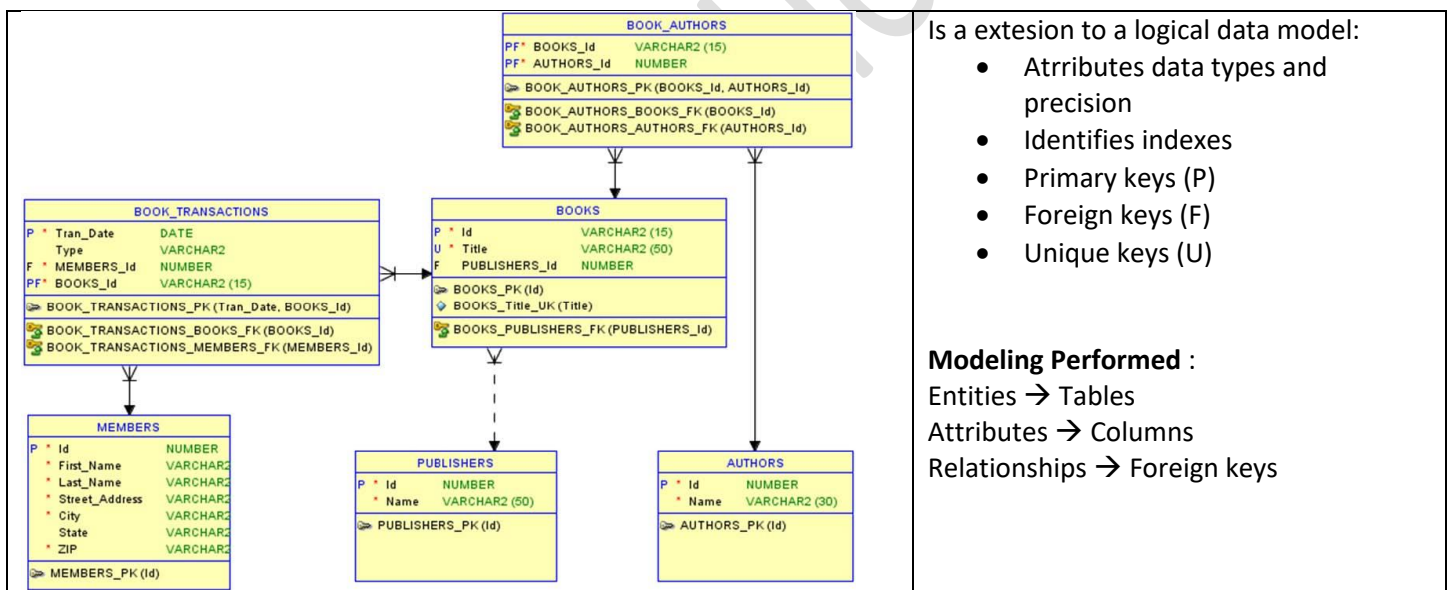 BOOK_AUTHORS
PF* BOOKS_Id VARCHAR2 (15)
PF* AUTHORS_Id NUMBER
BOOK_AUTHORS_PK (BOOKS_Id, AUTHORS_Id)
BOOK_AUTHORS_BOOKS_FK (BOOKS_Id)
BOOK_AUTHORS_AUTHORS_FK (AUTHORS_Id)
BOOK_TRANSACTIONS
P * Tran_Date DATE
Type VARCHAR2
F * MEMBERS_Id NUMBER
PF* BOOKS_Id VARCHAR2 (15)
BOOK_TRANSACTIONS_PK (Tran_Date, BOOKS_Id)
BOOK_TRANSACTIONS_BOOKS_FK (BOOKS_Id)
BOOK_TRANSACTIONS_MEMBERS_FK (MEMBERS_Id)
BOOKS
P * Id VARCHAR2 (15)
U * Title VARCHAR2 (50)
F PUBLISHERS_Id NUMBER
BOOKS_PK (Id)
BOOKS_Title_UK (Title)
BOOKS_PUBLISHERS_FK (PUBLISHERS_Id)
MEMBERS
P * Id NUMBER
* First_Name VARCHAR2
* Last_Name VARCHAR2
* Street_Address VARCHAR2
* City VARCHAR2
State VARCHAR2
* ZIP VARCHAR2
MEMBERS_PK (Id)
PUBLISHERS
P * Id NUMBER
* Name VARCHAR2 (50)
PUBLISHERS_PK (Id)
AUTHORS
P * Id NUMBER
* Name VARCHAR2 (30)
AUTHORS_PK (Id)
Is a extesion to a logical data model:
• Atrributes data types and
precision
• Identifies indexes
• Primary keys (P)
• Foreign keys (F)
• Unique keys (U)
Modeling Performed :
Entities → Tables
Attributes → Columns
Relationships → Foreign keys